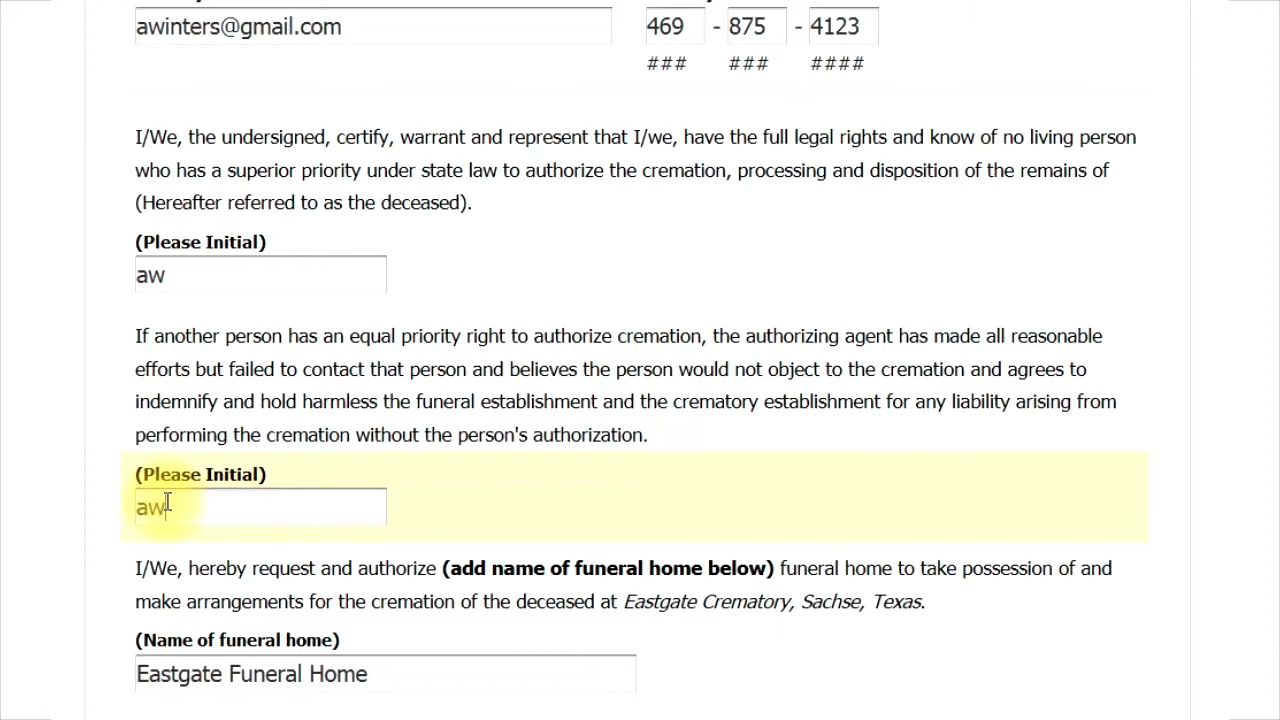 awinters@gmail.com 469 - 875 - 4123
### ### ####
I/We, the undersigned, certify, warrant and represent that I/we, have the full legal rights and know of no living person
who has a superior priority under state law to authorize the cremation, processing and disposition of the remains of
(Hereafter referred to as the deceased).
(Please Initial)
aw
If another person has an equal priority right to authorize cremation, the authorizing agent has made all reasonable
efforts but failed to contact that person and believes the person would not object to the cremation and agrees to
indemnify and hold harmless the funeral establishment and the crematory establishment for any liability arising from
performing the cremation without the person's authorization.
(Please Initial)
aw
I/We, hereby request and authorize (add name of funeral home below) funeral home to take possession of and
make arrangements for the cremation of the deceased at Eastgate Crematory, Sachse, Texas.
(Name of funeral home)
Eastgate Funeral Home